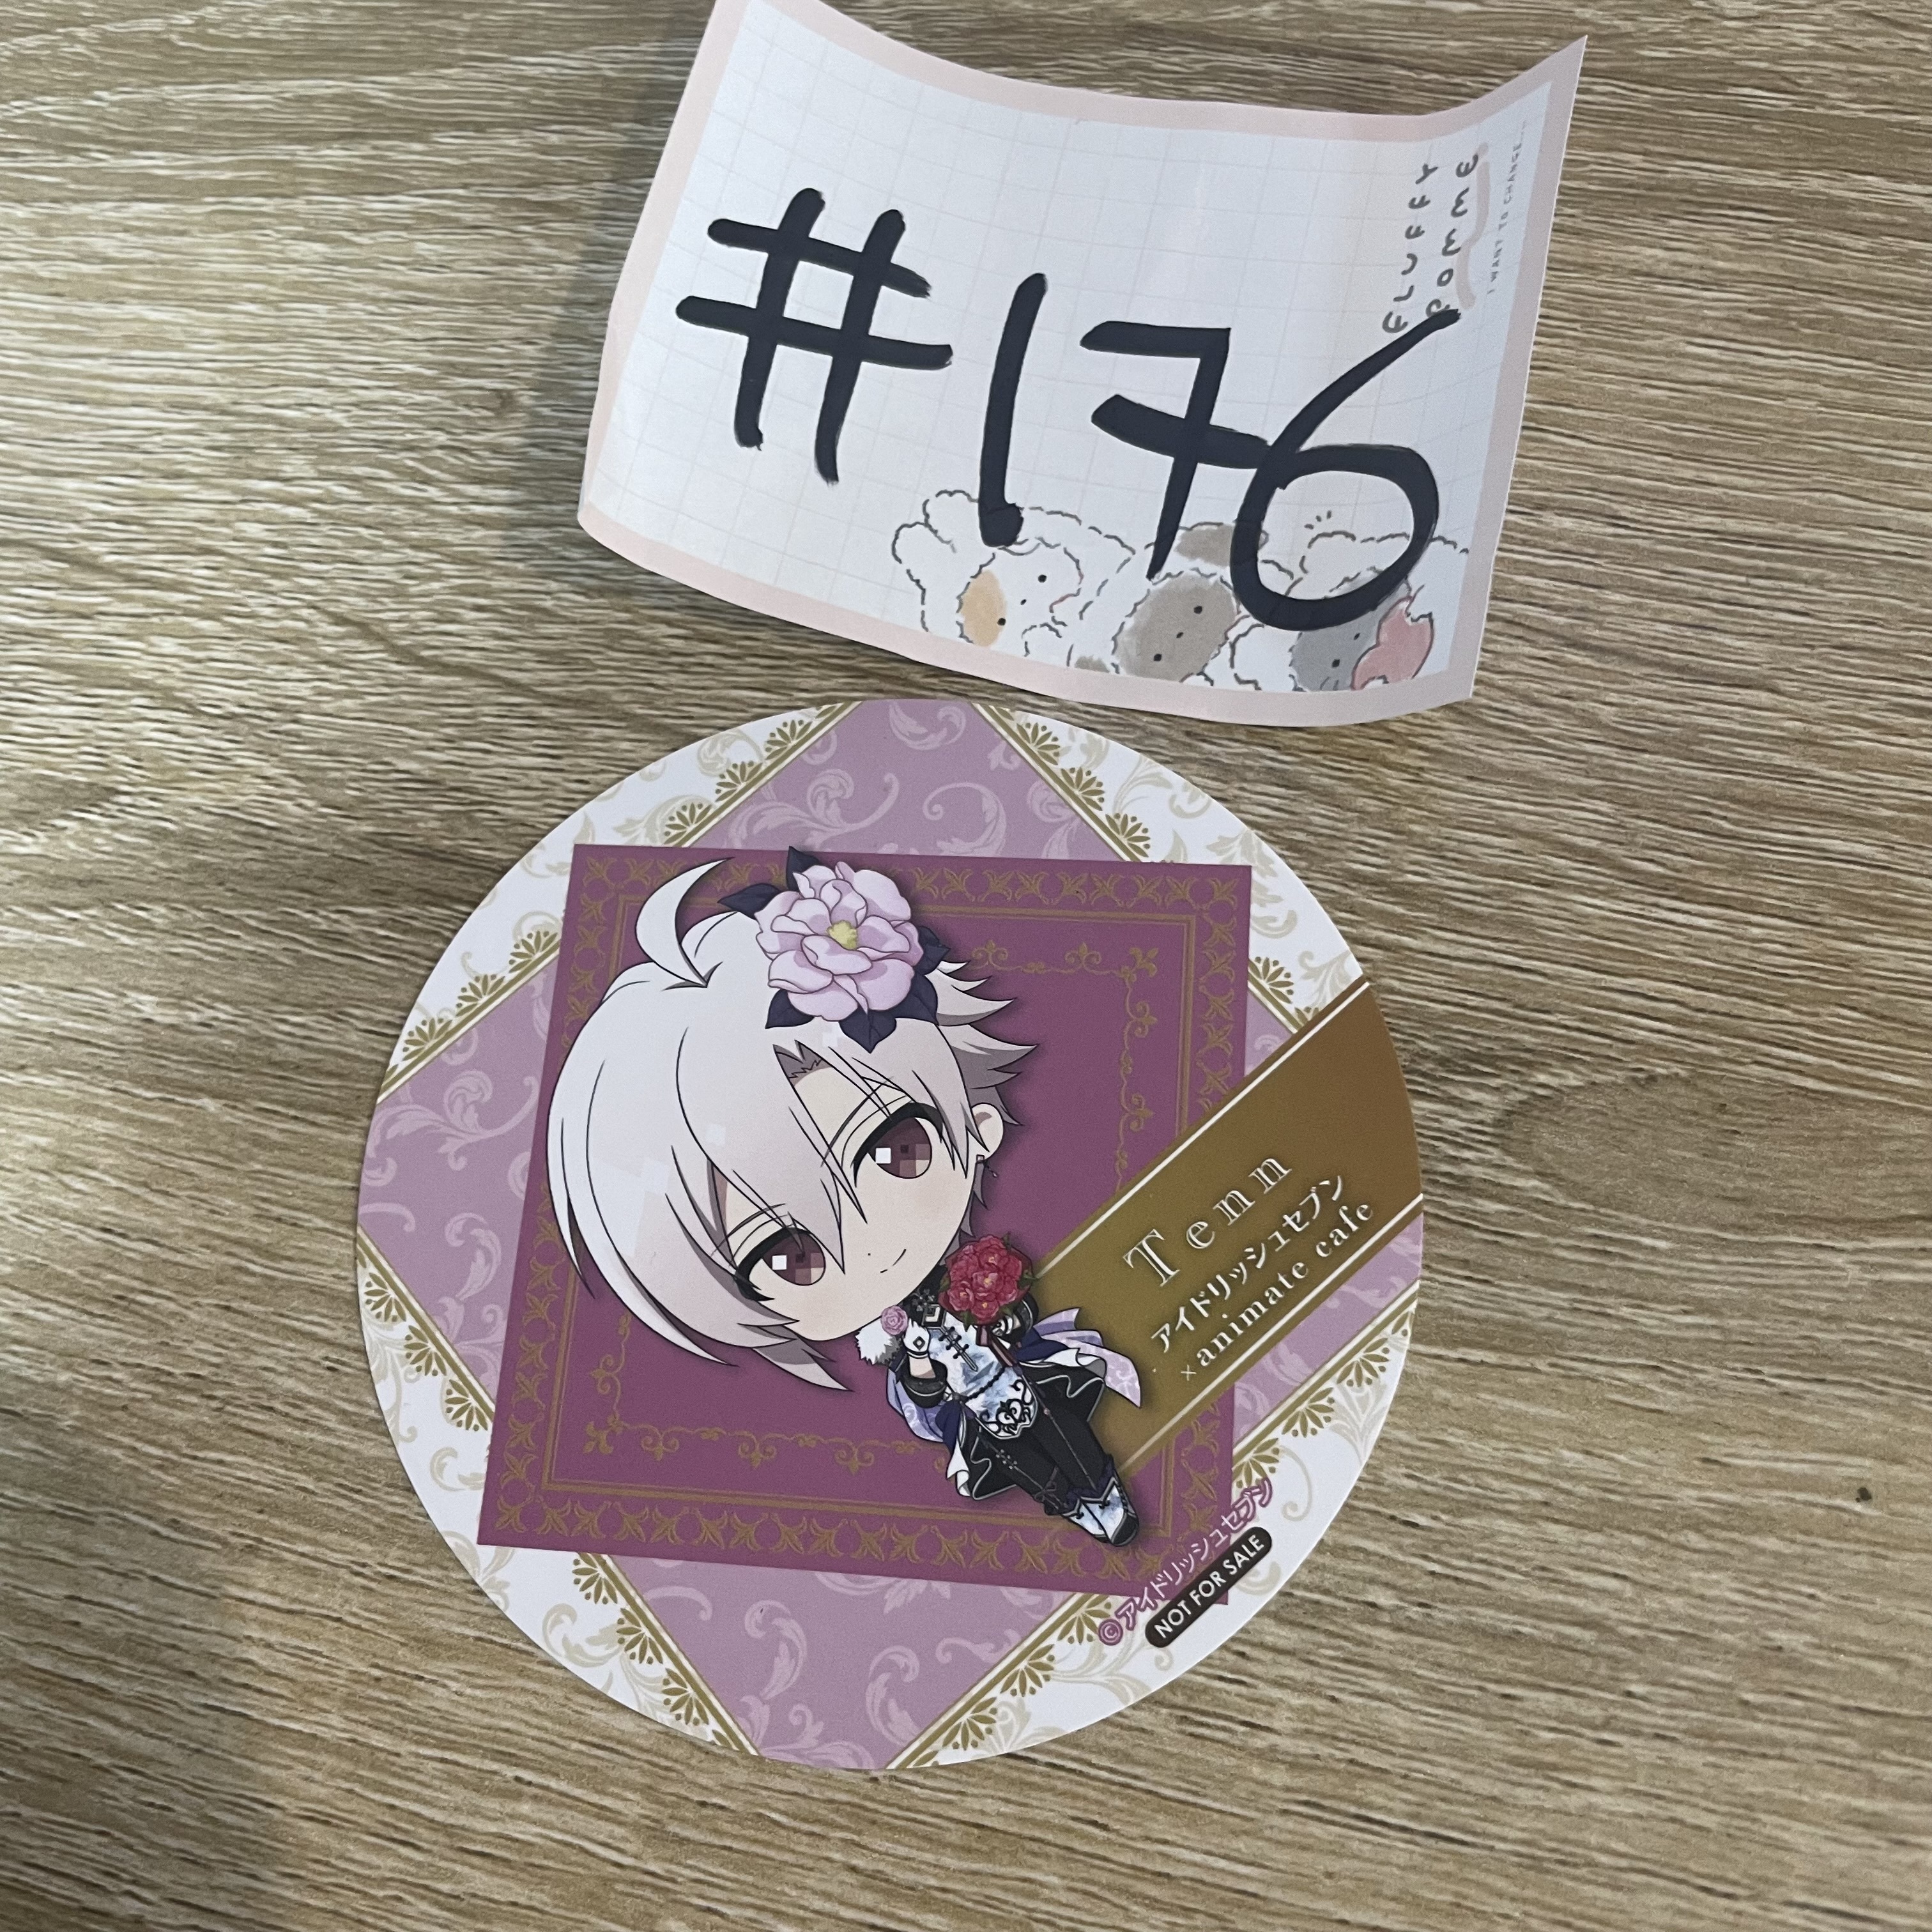 FLUFFY
POMME
I WANT TO CHANGE...
#176
Tenn
アイドリッシュセブン
×animate cafe
©アイドリッシュセブン
NOT FOR SALE